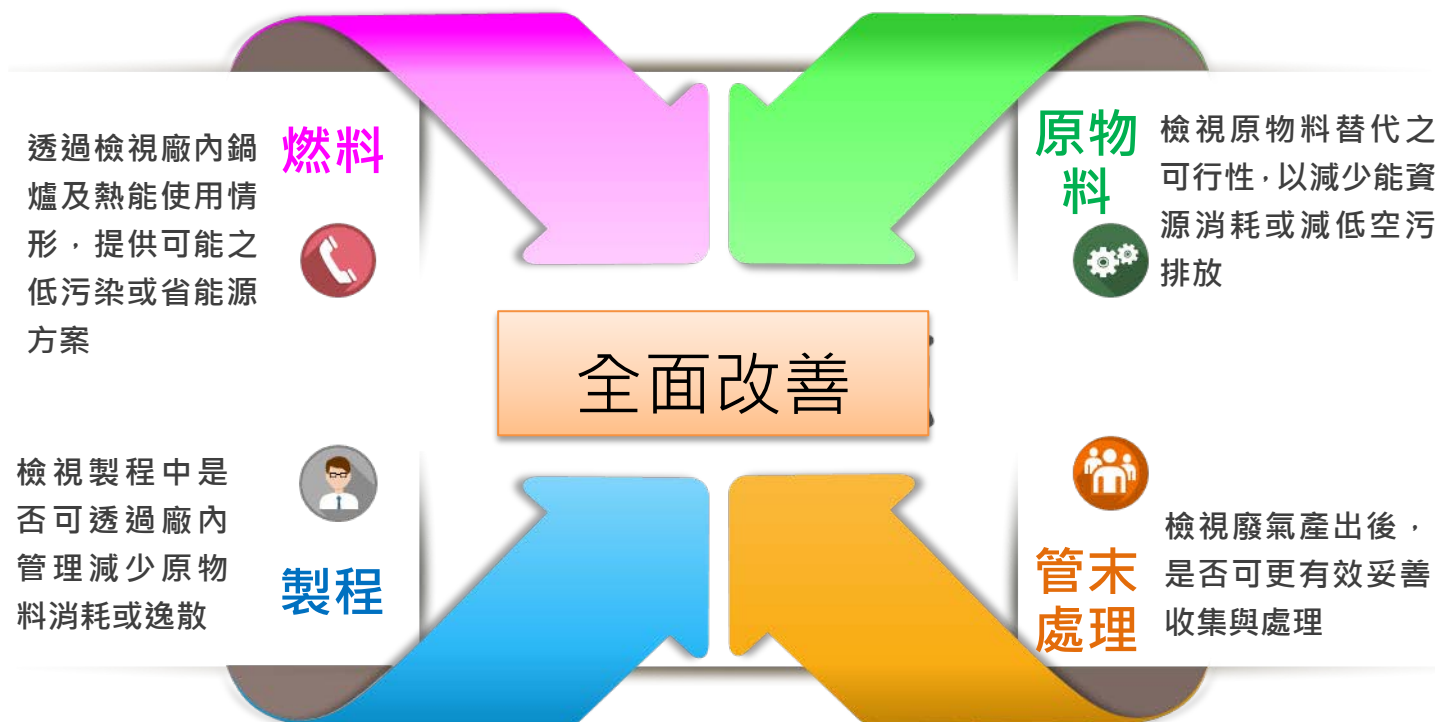 燃料
透過檢視廠內鍋
爐及熱能使用情
形，提供可能之
低污染或省能源
方案
原物
料
檢視原物料替代之
可行性，以減少能資
源消耗或減低空污
排放
全面改善
檢視製程中是
否可透過廠內
管理減少原物
料消耗或逸散
製程
管末
處理
檢視廢氣產出後，
是否可更有效妥善
收集與處理